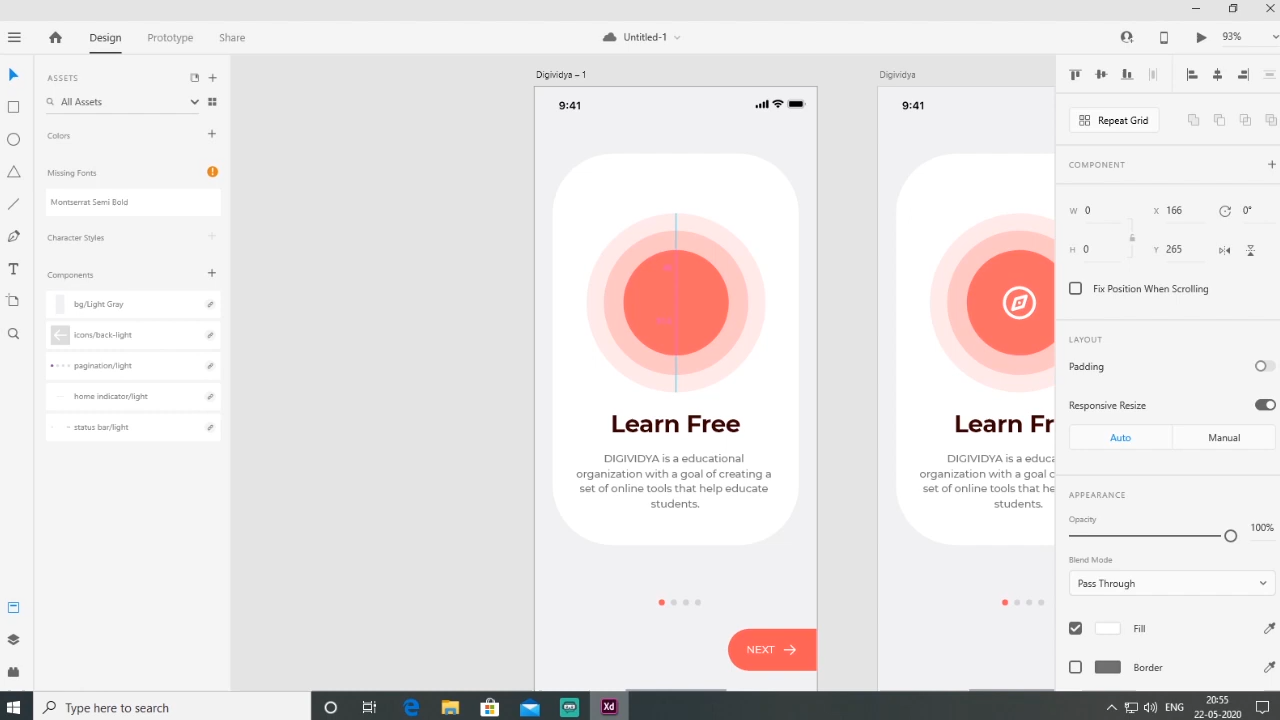 Design
Prototype
Share
Untitled-1
93%
ASSETS
All Assets
Colors
Missing Fonts
Montserrat Semi Bold
Character Styles
Components
bg/Light Gray
icons/back-light
pagination/light
home indicator/light
status bar/light
Digividya – 1
9:41
Learn Free
DIGIVIDYA is a educational
organization with a goal of creating a
set of online tools that help educate
students.
NEXT
Digividya
9:41
Learn Fr
DIGIVIDYA is a educa
organization with a goal o
set of online tools that he
students.
Repeat Grid
COMPONENT
W 0
X 166
0°
H 0
Y 265
Fix Position When Scrolling
LAYOUT
Padding
Responsive Resize
Auto
Manual
APPEARANCE
Opacity
100%
Blend Mode
Pass Through
Fill
Border
Type here to search
Xd
ENG
20:55
22-05-2020